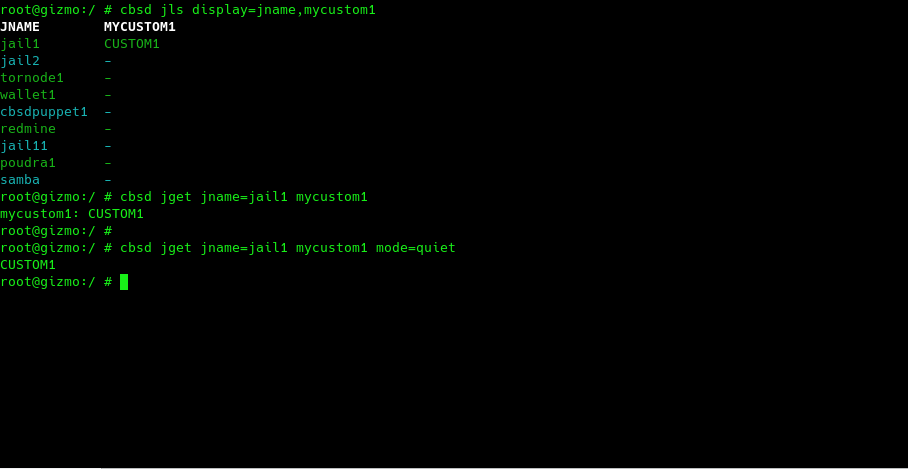 root@gizmo:/ # cbsd jls display=jname,mycustom1
JNAME        MYCUSTOM1
jail1        CUSTOM1
jail2        -
tornode1     -
wallet1      -
cbsdpuppet1  -
redmine      -
jail11       -
poudra1      -
samba        -
root@gizmo:/ # cbsd jget jname=jail1 mycustom1
mycustom1: CUSTOM1
root@gizmo:/ #
root@gizmo:/ # cbsd jget jname=jail1 mycustom1 mode=quiet
CUSTOM1
root@gizmo:/ #